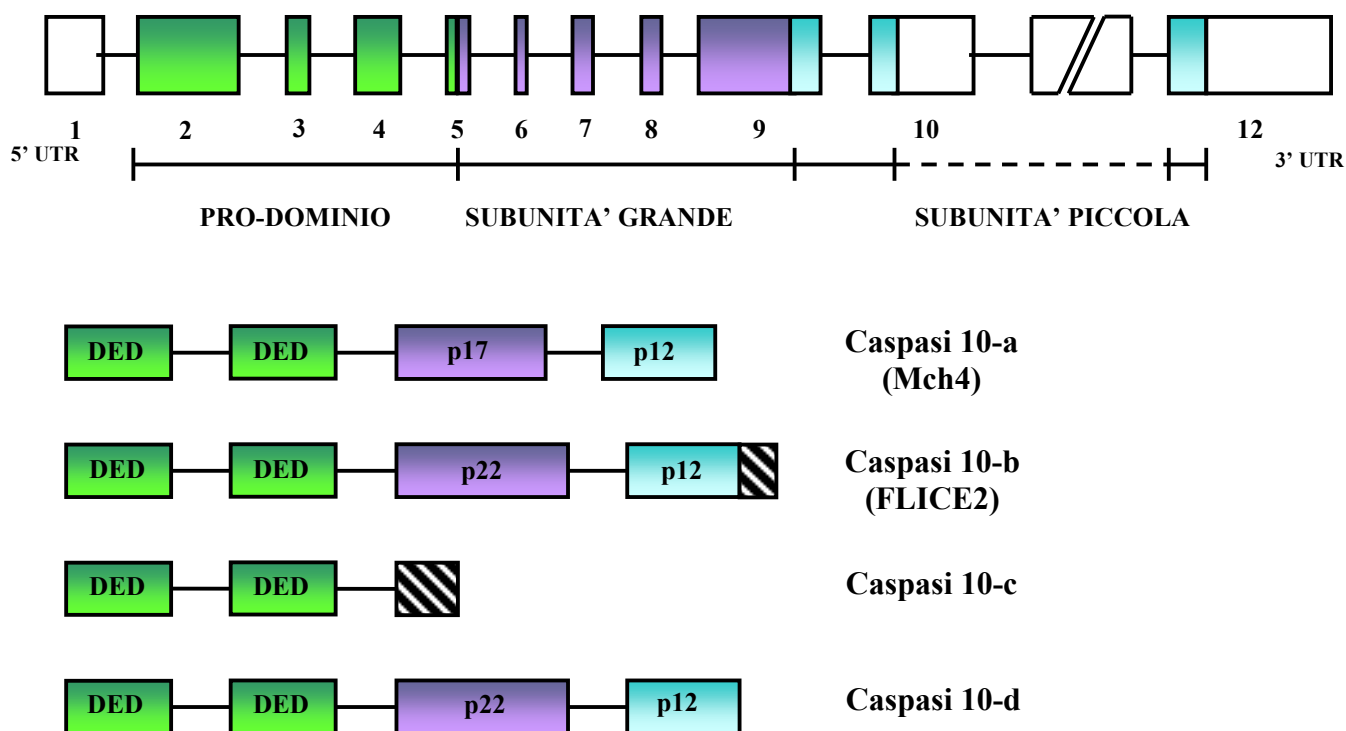 1 2 3 4 5 6 7 8 9 10 12
5’ UTR 3’ UTR
PRO-DOMINIO SUBUNITA’ GRANDE SUBUNITA’ PICCOLA
DED DED p17 p12 Caspasi 10-a
(Mch4)
DED DED p22 p12 Caspasi 10-b
(FLICE2)
DED DED Caspasi 10-c
DED DED p22 p12 Caspasi 10-d